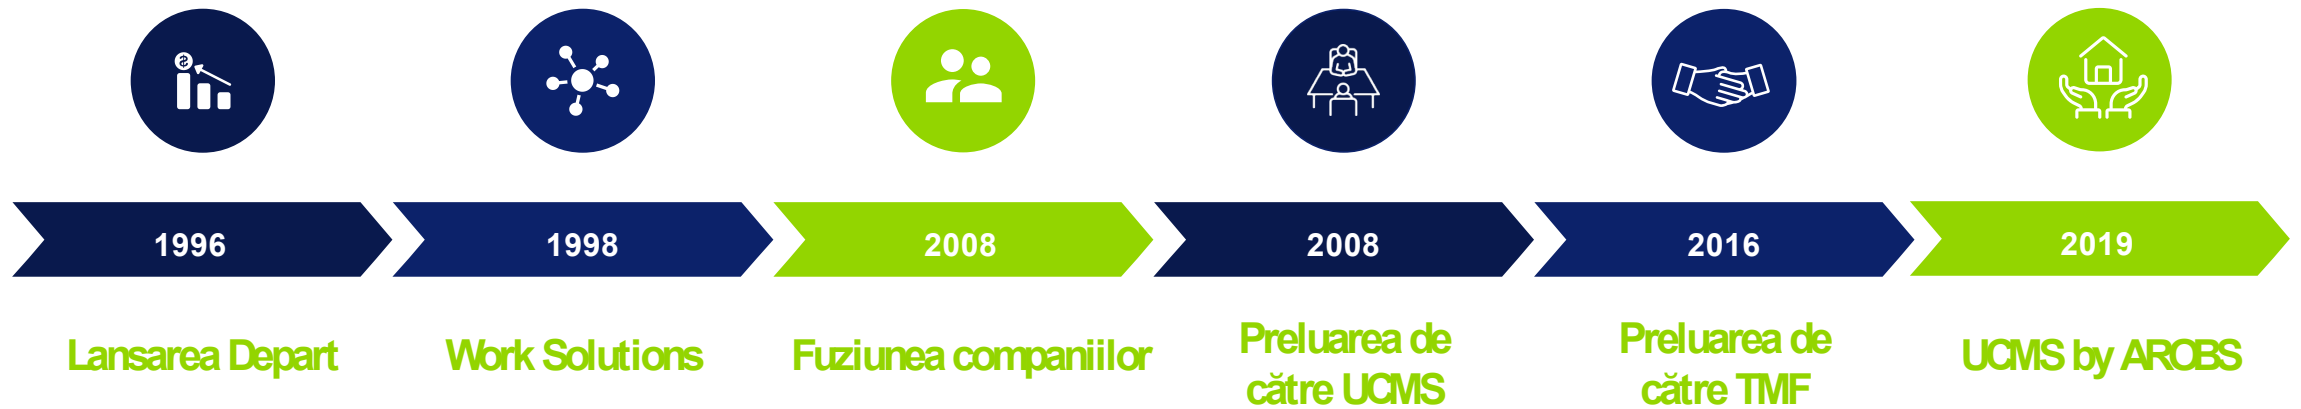 1996
1998
2008
2008
2016
2019
Lansarea Depart
Work Solutions
Fuziunea companiilor
Preluarea de
către UCMS
Preluarea de
către TMF
UCMS by AROBS